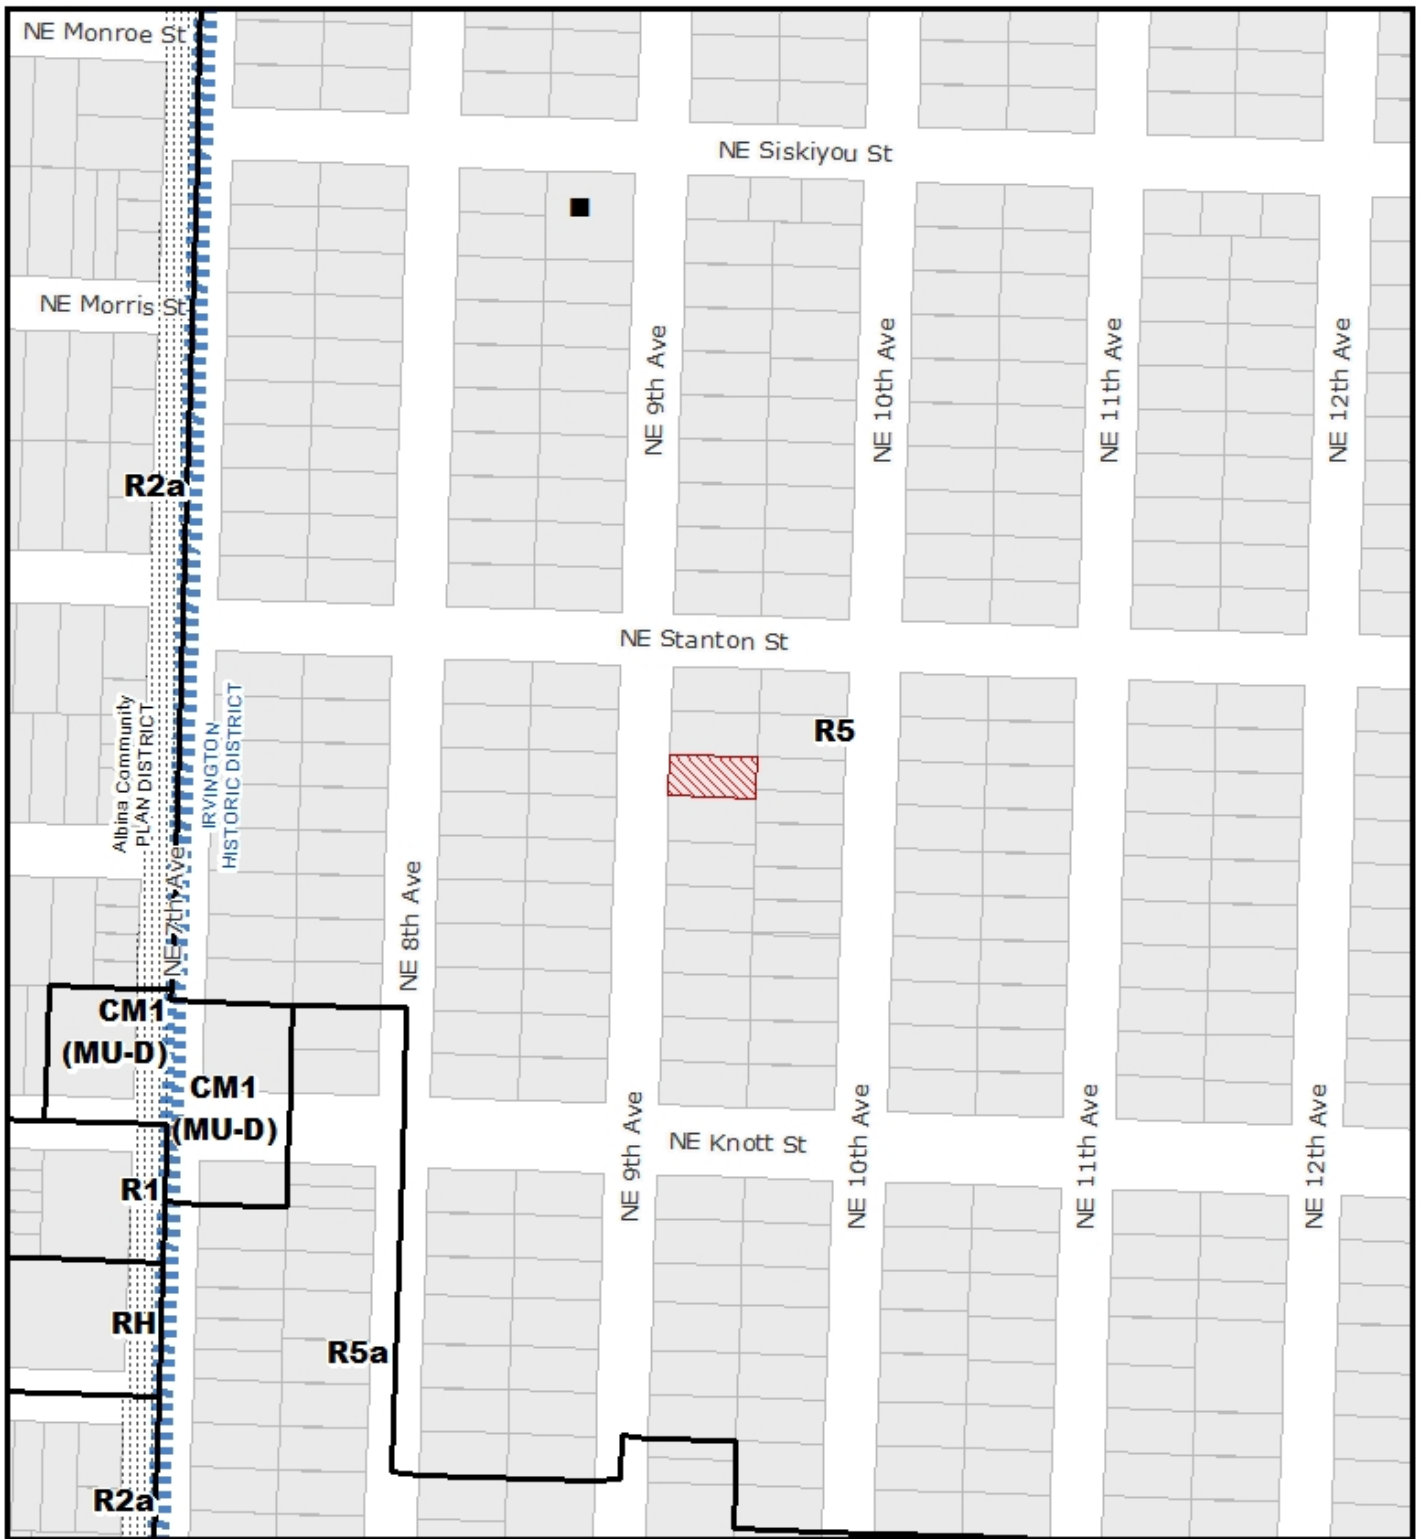 NE Monroe St
NE Siskiyou St
NE Morris St
NE 9th Ave
NE 10th Ave
NE 11th Ave
NE 12th Ave
R2a
NE Stanton St
Albina Community
PLAN DISTRICT
IRVINGTON
HISTORIC DISTRICT
R5
NE 7th Ave
NE 8th Ave
CM1
(MU-D)
CM1
(MU-D)
NE 9th Ave
NE Knott St
NE 10th Ave
NE 11th Ave
NE 12th Ave
R1
RH
R5a
R2a